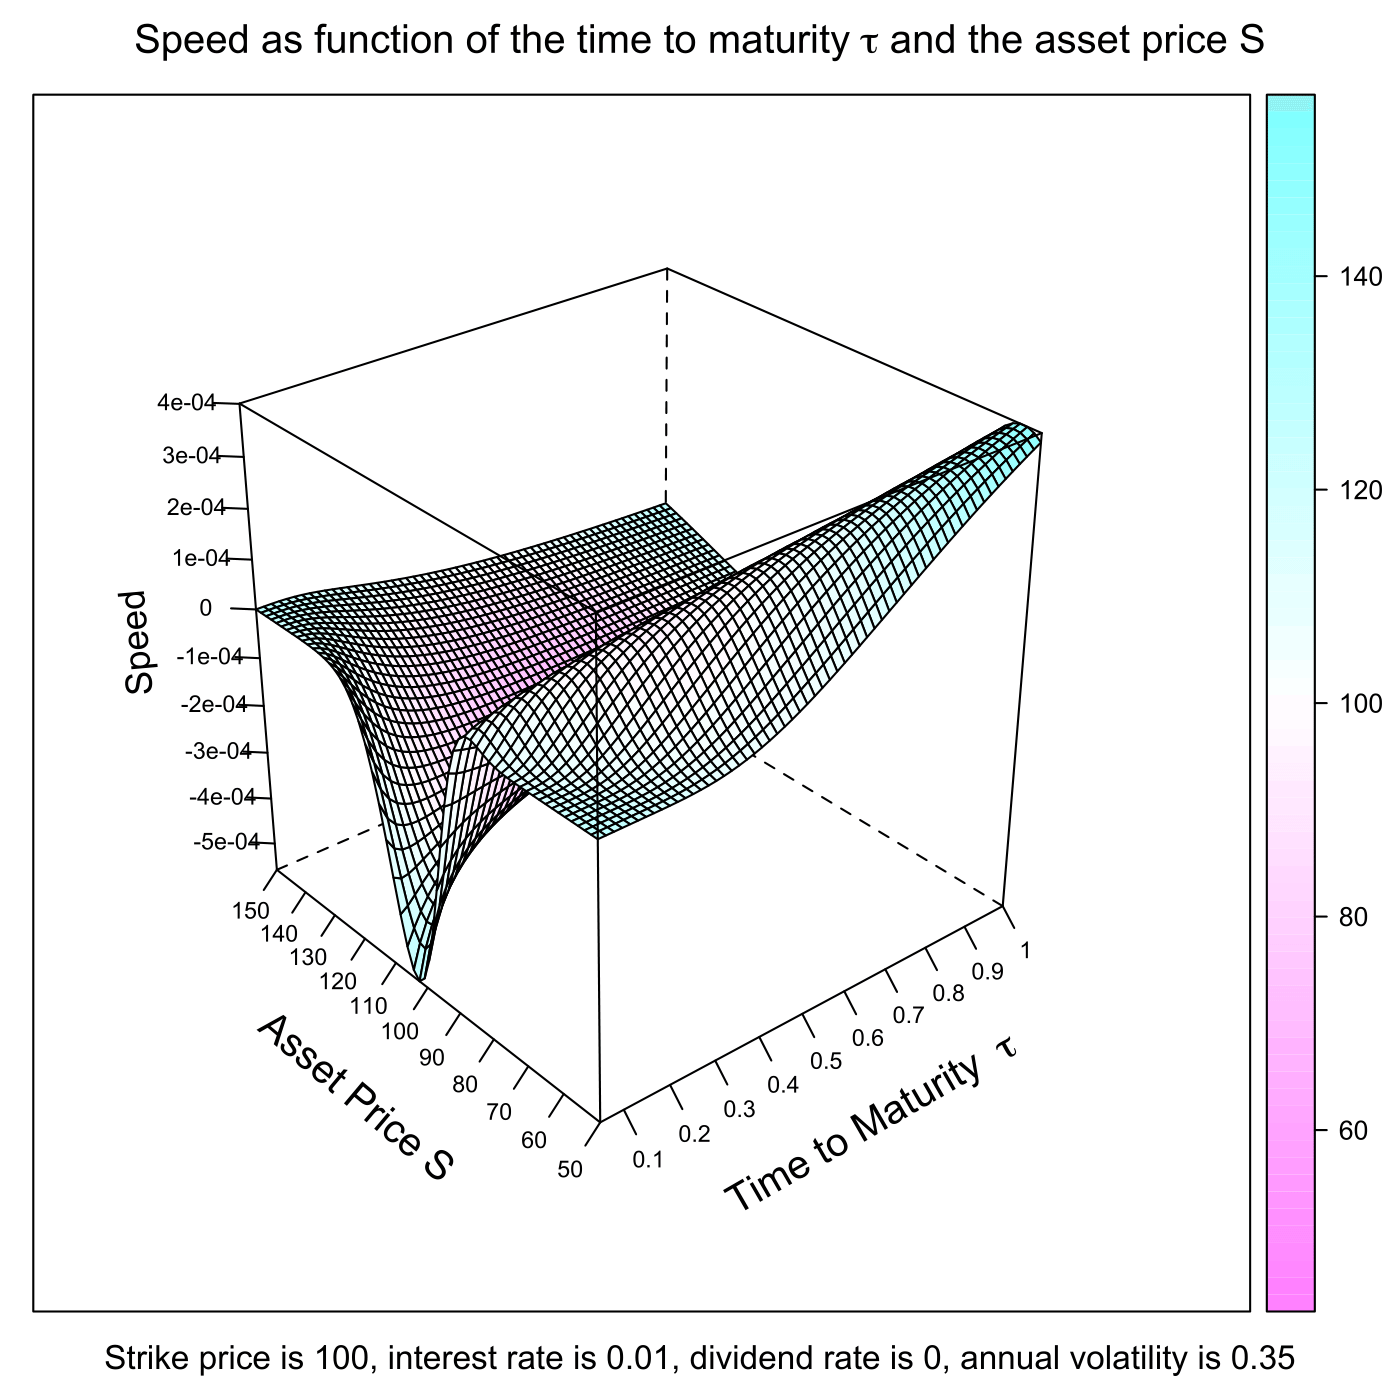 Speed as function of the time to maturity τ and the asset price S
4e-04
3e-04
2e-04
1e-04
0
-1e-04
-2e-04
-3e-04
-4e-04
-5e-04
Speed
150
140
130
120
110
100
90
80
70
60
50
Asset Price S
0.1
0.2
0.3
0.4
0.5
0.6
0.7
0.8
0.9
1
Time to Maturity τ
140
120
100
80
60
Strike price is 100, interest rate is 0.01, dividend rate is 0, annual volatility is 0.35